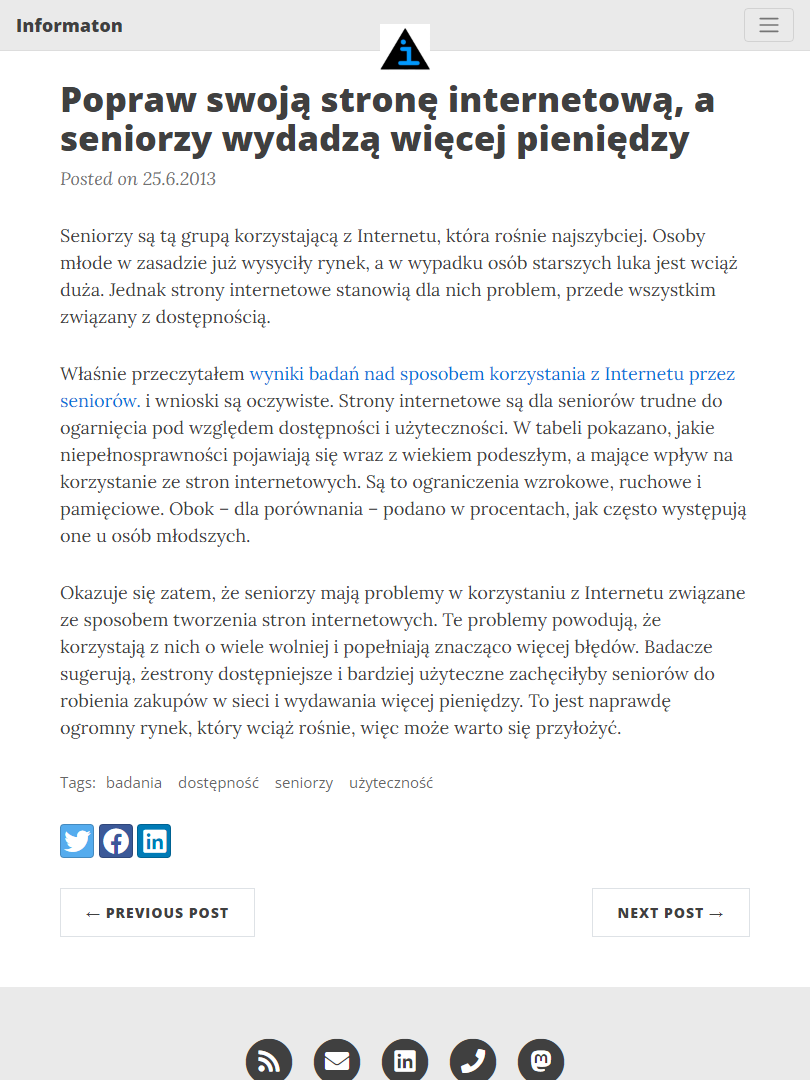 Informaton
i
Popraw swoją stronę internetową, a
seniorzy wydadzą więcej pieniędzy
Posted on 25.6.2013
Seniorzy są tą grupą korzystającą z Internetu, która rośnie najszybciej. Osoby
młode w zasadzie już wysyciły rynek, a w wypadku osób starszych luka jest wciąż
duża. Jednak strony internetowe stanowią dla nich problem, przede wszystkim
związany z dostępnością.
Właśnie przeczytałem wyniki badań nad sposobem korzystania z Internetu przez
seniorów. i wnioski są oczywiste. Strony internetowe są dla seniorów trudne do
ogarnięcia pod względem dostępności i użyteczności. W tabeli pokazano, jakie
niepełnosprawności pojawiają się wraz z wiekiem podeszłym, a mające wpływ na
korzystanie ze stron internetowych. Są to ograniczenia wzrokowe, ruchowe i
pamięciowe. Obok – dla porównania – podano w procentach, jak często występują
one u osób młodszych.
Okazuje się zatem, że seniorzy mają problemy w korzystaniu z Internetu związane
ze sposobem tworzenia stron internetowych. Te problemy powodują, że
korzystają z nich o wiele wolniej i popełniają znacząco więcej błędów. Badacze
sugerują, żestrony dostępniejsze i bardziej użyteczne zachęciłyby seniorów do
robienia zakupów w sieci i wydawania więcej pieniędzy. To jest naprawdę
ogromny rynek, który wciąż rośnie, więc może warto się przyłożyć.
Tags: badania dostępność seniorzy użyteczność
← PREVIOUS POST
NEXT POST →